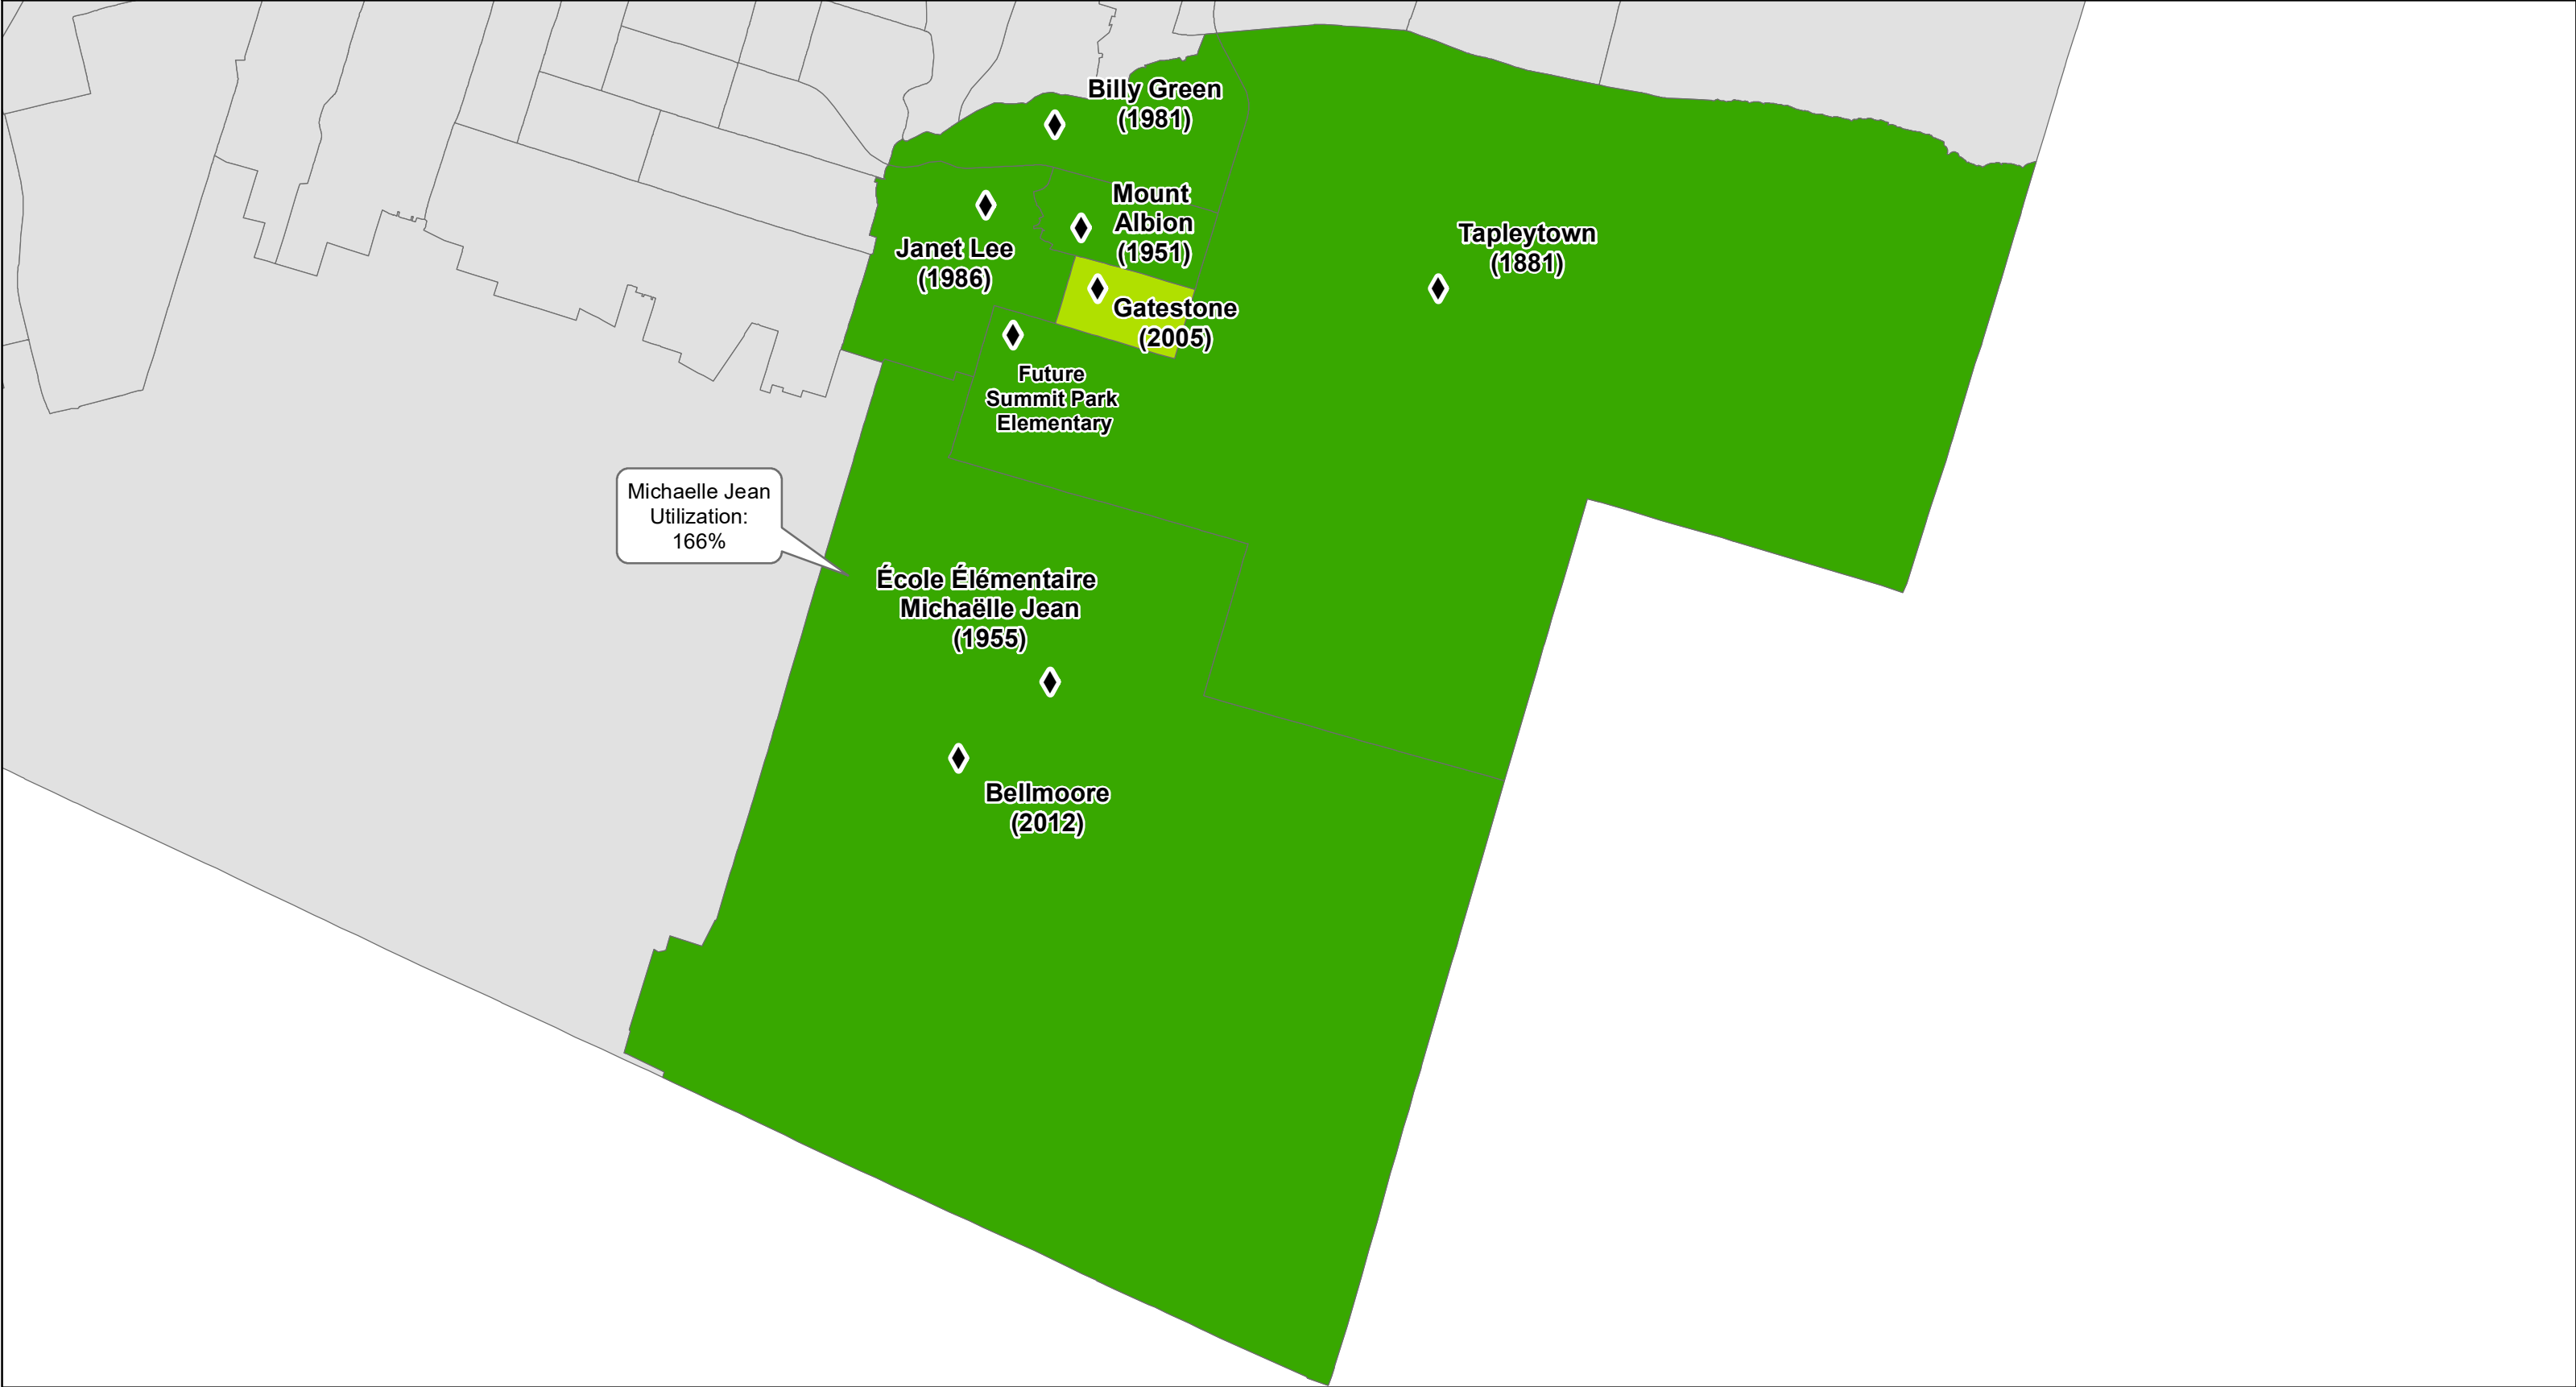 Billy Green
(1981)
Mount
Albion
(1951)
Janet Lee
(1986)
Tapleytown
(1881)
Gatestone
(2005)
Future
Summit Park
Elementary
Michaelle Jean
Utilization:
166%
École Élémentaire
Michaëlle Jean
(1955)
Bellmoore
(2012)